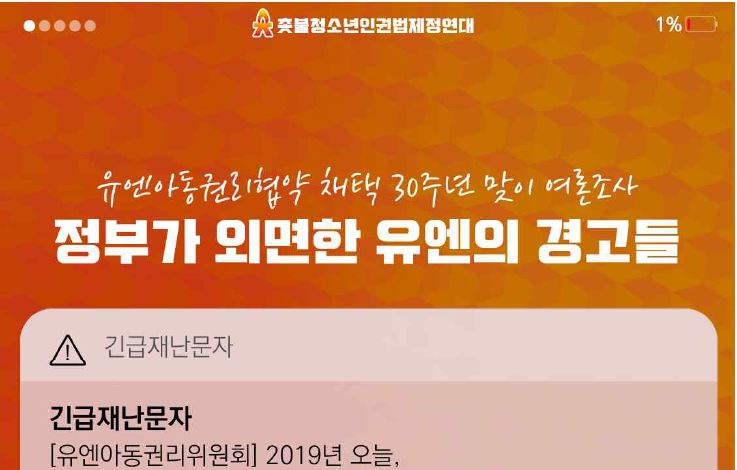 촛불청소년인권법제정연대
1%
유엔아동권리협약 채택 30주년 맞이 여론조사
정부가 외면한 유엔의 경고들
긴급재난문자
긴급재난문자
[유엔아동권리위원회] 2019년 오늘,